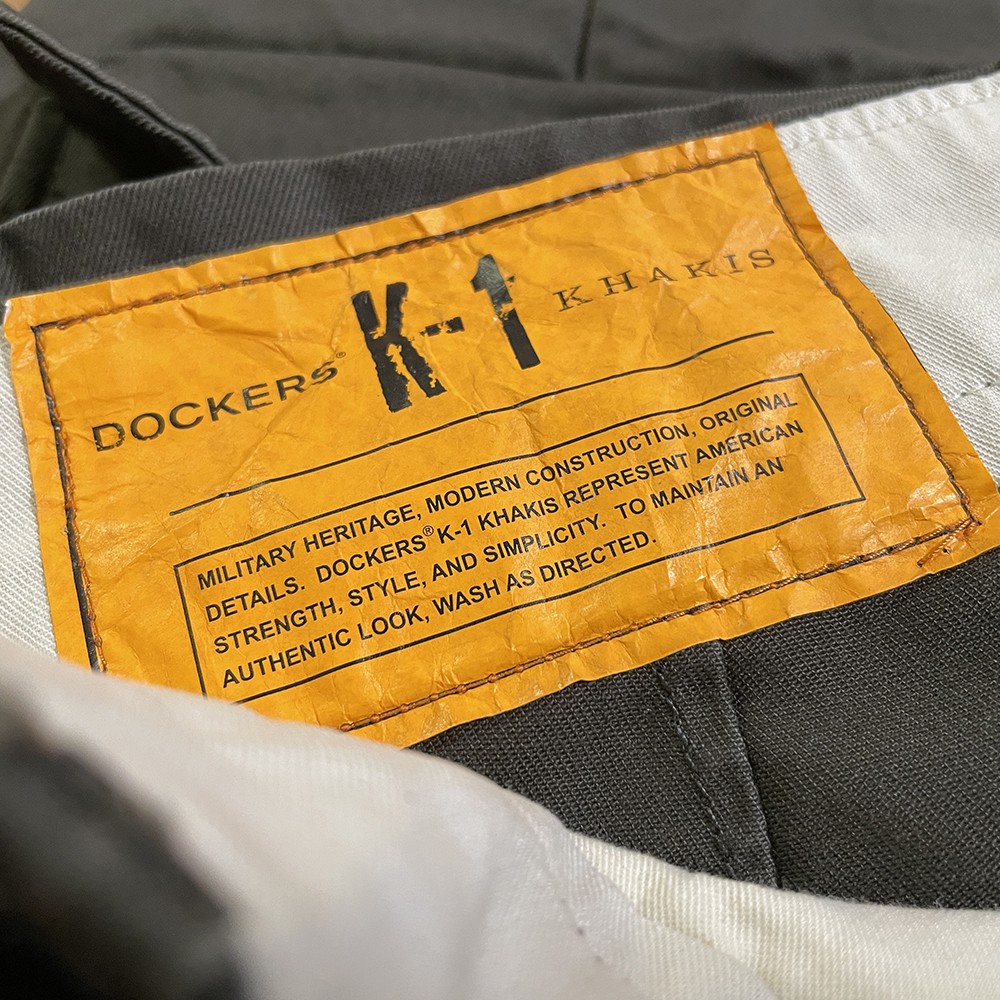 DOCKERS® K-1 KHAKIS
MILITARY HERITAGE, MODERN CONSTRUCTION, ORIGINAL
DETAILS. DOCKERS® K-1 KHAKIS REPRESENT AMERICAN
STRENGTH, STYLE, AND SIMPLICITY. TO MAINTAIN AN
AUTHENTIC LOOK, WASH AS DIRECTED.